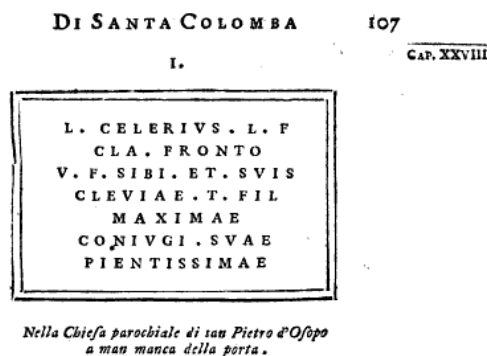 DI SANTA COLOMBA 107
CAP. XXVIII
I.
L. CELERIVS . L. F
CLA. FRONTO
V. F. SIBI. ET. SVIS
CLEVIAE. T. FIL
MAXIMAE
CONIVGI . SVAE
PIENTISSIMAE
Nella Chieſa parochiale di san Pietro d'Oſopo
a man manca della porta.